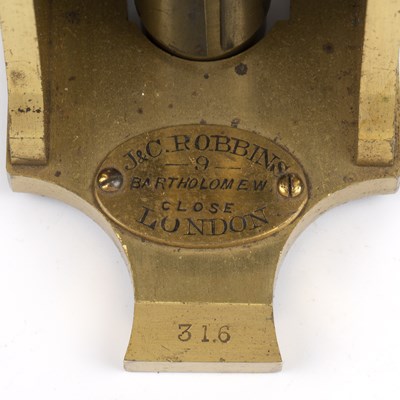 J&C. ROBBINS
9
BARTHOLOMEW
CLOSE
LONDON
316